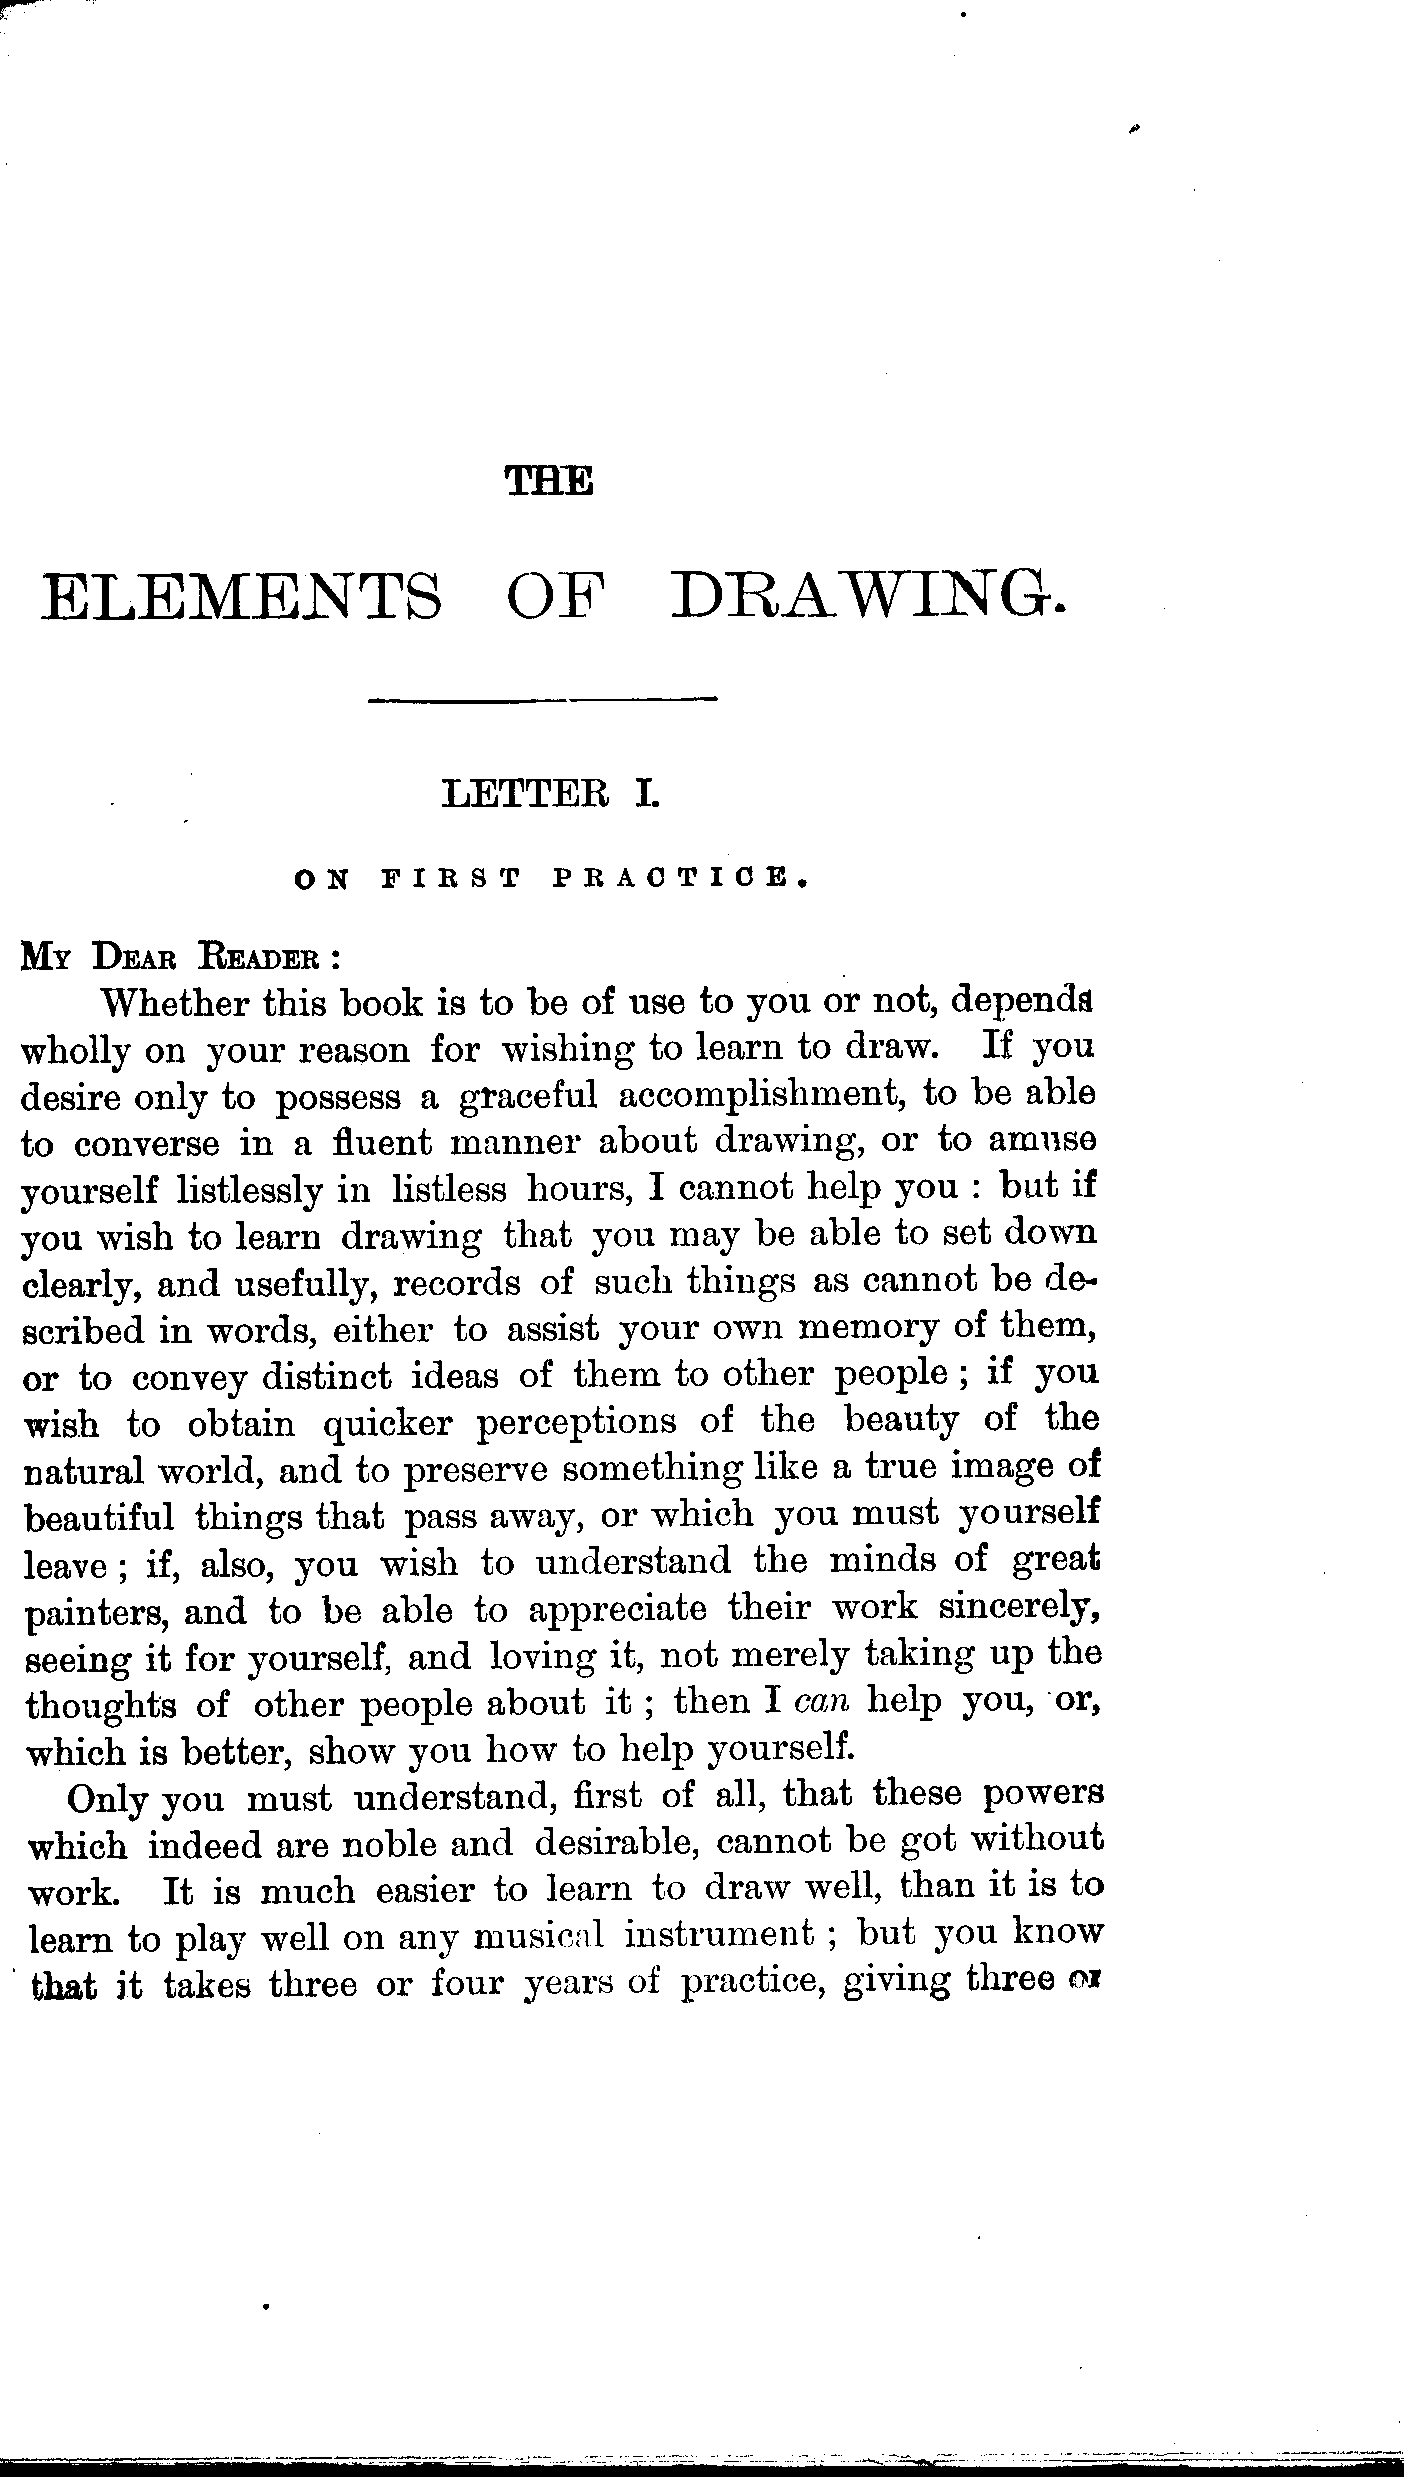 THE
ELEMENTS OF DRAWING.
LETTER I.
ON FIRST PRACTICE.
My Dear Reader :
Whether this book is to be of use to you or not, depends
wholly on your reason for wishing to learn to draw. If you
desire only to possess a graceful accomplishment, to be able
to converse in a fluent manner about drawing, or to amuse
yourself listlessly in listless hours, I cannot help you : but if
you wish to learn drawing that you may be able to set down
clearly, and usefully, records of such things as cannot be de-
scribed in words, either to assist your own memory of them,
or to convey distinct ideas of them to other people ; if you
wish to obtain quicker perceptions of the beauty of the
natural world, and to preserve something like a true image of
beautiful things that pass away, or which you must yourself
leave ; if, also, you wish to understand the minds of great
painters, and to be able to appreciate their work sincerely,
seeing it for yourself, and loving it, not merely taking up the
thoughts of other people about it ; then I can help you, or,
which is better, show you how to help yourself.
Only you must understand, first of all, that these powers
which indeed are noble and desirable, cannot be got without
work. It is much easier to learn to draw well, than it is to
learn to play well on any musical instrument ; but you know
that it takes three or four years of practice, giving three or